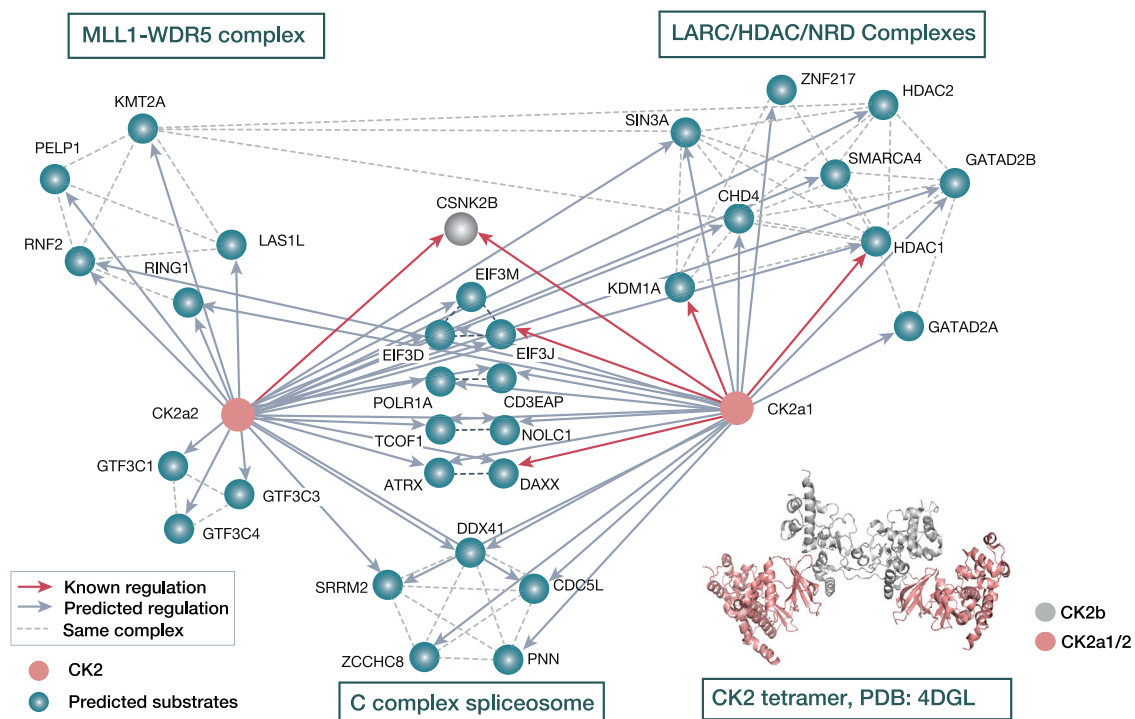 MLL1-WDR5 complex
LARC/HDAC/NRD Complexes
ZNF217
HDAC2
KMT2A
SIN3A
PELP1
SMARCA4
GATAD2B
CSNK2B
CHD4
RNF2
LAS1L
HDAC1
RING1
EIF3M
KDM1A
GATAD2A
EIF3D
EIF3J
POLR1A
CD3EAP
CK2a2
CK2a1
TCOF1
NOLC1
GTF3C1
ATRX
DAXX
GTF3C3
GTF3C4
DDX41
SRRM2
CDC5L
Known regulation
Predicted regulation
Same complex
CK2b
CK2a1/2
ZCCHC8
PNN
CK2
Predicted substrates
C complex spliceosome
CK2 tetramer, PDB: 4DGL